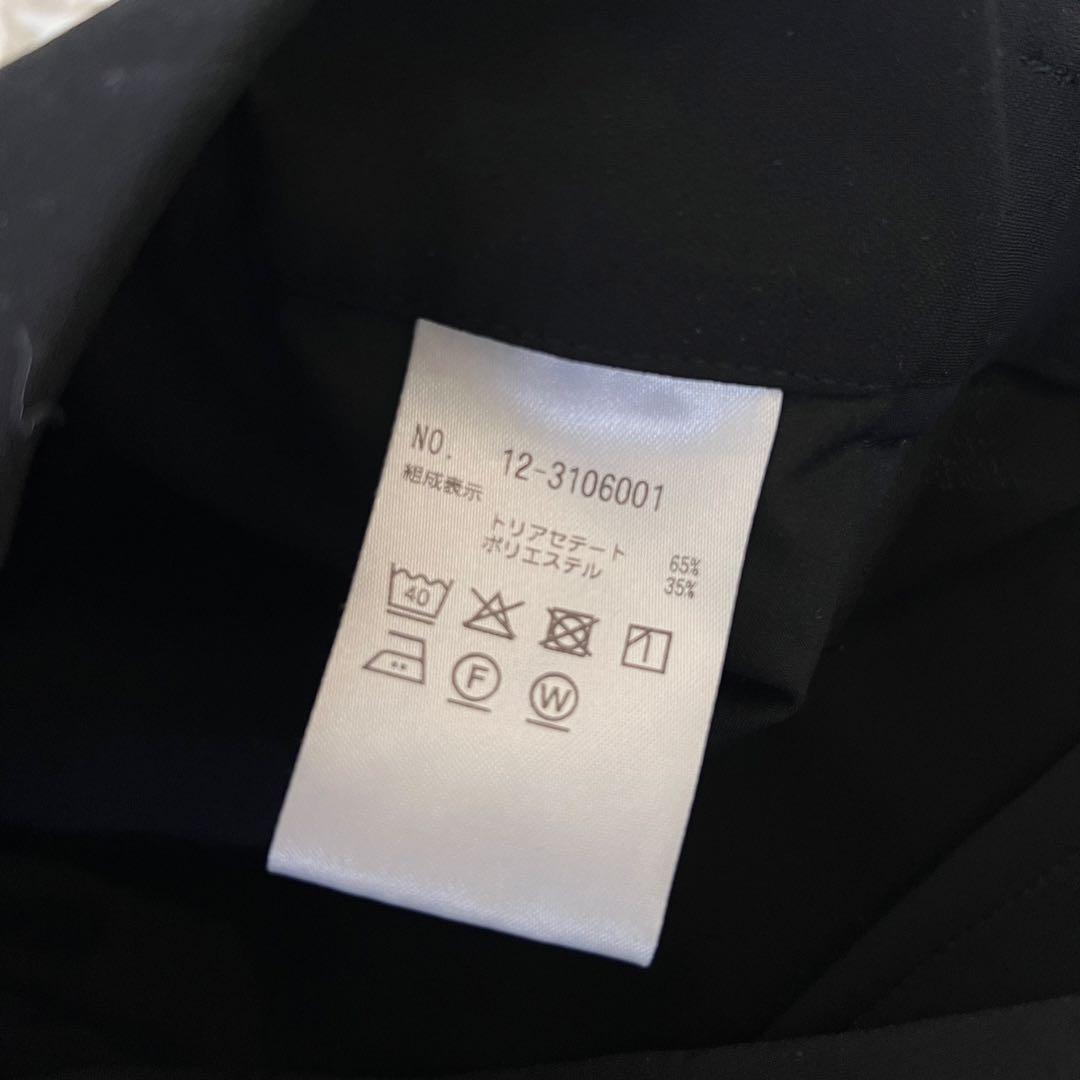 NO. 12-3106001
組成表示
トリアセテート 65%
ポリエステル 35%
40
F W